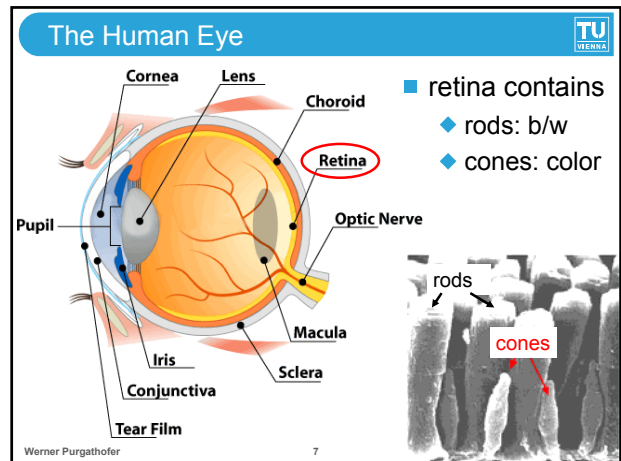 The Human Eye
TU
VIENNA
Cornea
Lens
Choroid
Retina
Optic Nerve
Pupil
Macula
Iris
Sclera
Conjunctiva
Tear Film
retina contains
rods: b/w
cones: color
rods
cones
Werner Purgathofer
7